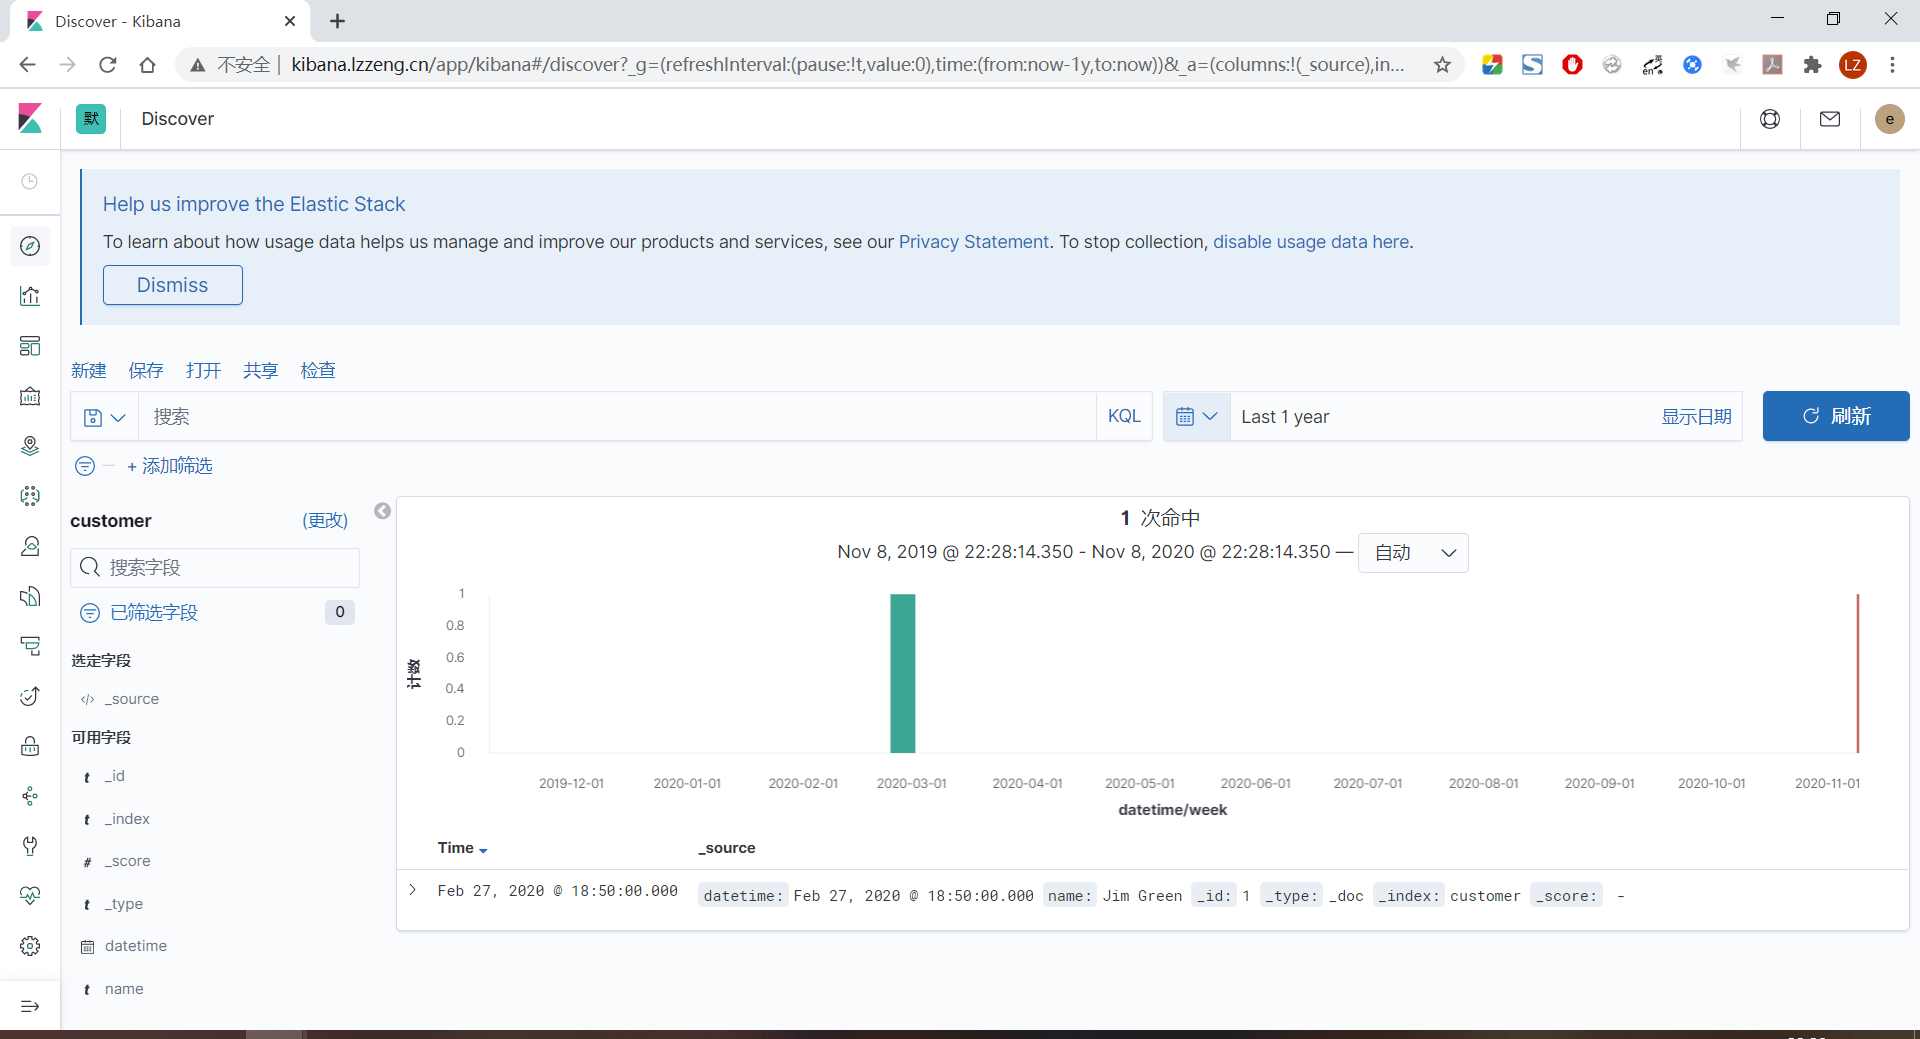 Discover - Kibana
不安全 | kibana.lzzeng.cn/app/kibana#/discover?_g=(refreshInterval:(pause:!t,value:0),time:(from:now-1y,to:now))&_a=(columns:!(_source),in...
en 英
LZ
默 Discover
e
Help us improve the Elastic Stack
To learn about how usage data helps us manage and improve our products and services, see our Privacy Statement. To stop collection, disable usage data here.
Dismiss
新建 保存 打开 共享 检查
搜索 KQL Last 1 year 显示日期 刷新
+ 添加筛选
customer (更改)
搜索字段
已筛选字段 0
选定字段
</> _source
可用字段
t _id
t _index
# _score
t _type
datetime
t name
1 次命中
Nov 8, 2019 @ 22:28:14.350 - Nov 8, 2020 @ 22:28:14.350 — 自动
计数
1
0.8
0.6
0.4
0.2
0
2019-12-01 2020-01-01 2020-02-01 2020-03-01 2020-04-01 2020-05-01 2020-06-01 2020-07-01 2020-08-01 2020-09-01 2020-10-01 2020-11-01
datetime/week
Time _source
Feb 27, 2020 @ 18:50:00.000 datetime: Feb 27, 2020 @ 18:50:00.000 name: Jim Green _id: 1 _type: _doc _index: customer _score: -